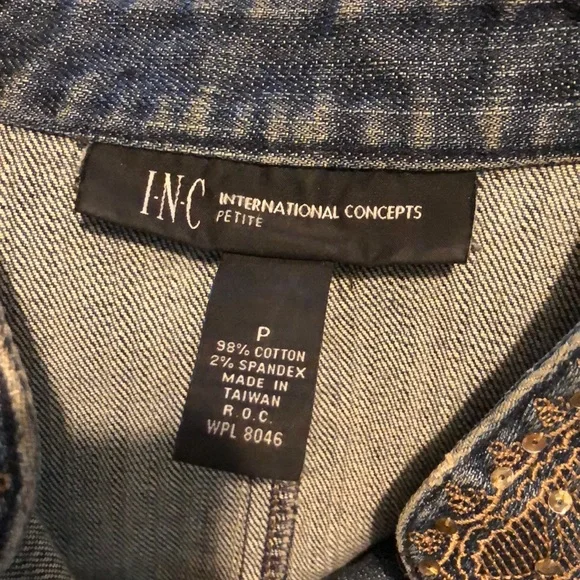 I·N·C INTERNATIONAL CONCEPTS
PETITE
P
98% COTTON
2% SPANDEX
MADE IN
TAIWAN
R.O.C.
WPL 8046